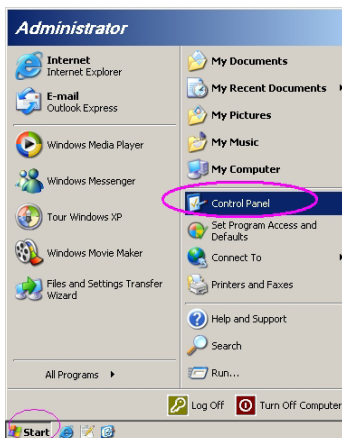 Administrator
Internet
Internet Explorer
E-mail
Outlook Express
Windows Media Player
Windows Messenger
Tour Windows XP
Windows Movie Maker
Files and Settings Transfer
Wizard
All Programs
My Documents
My Recent Documents
My Pictures
My Music
My Computer
Control Panel
Set Program Access and
Defaults
Connect To
Printers and Faxes
Help and Support
Search
Run...
Log Off
Turn Off Computer
Start